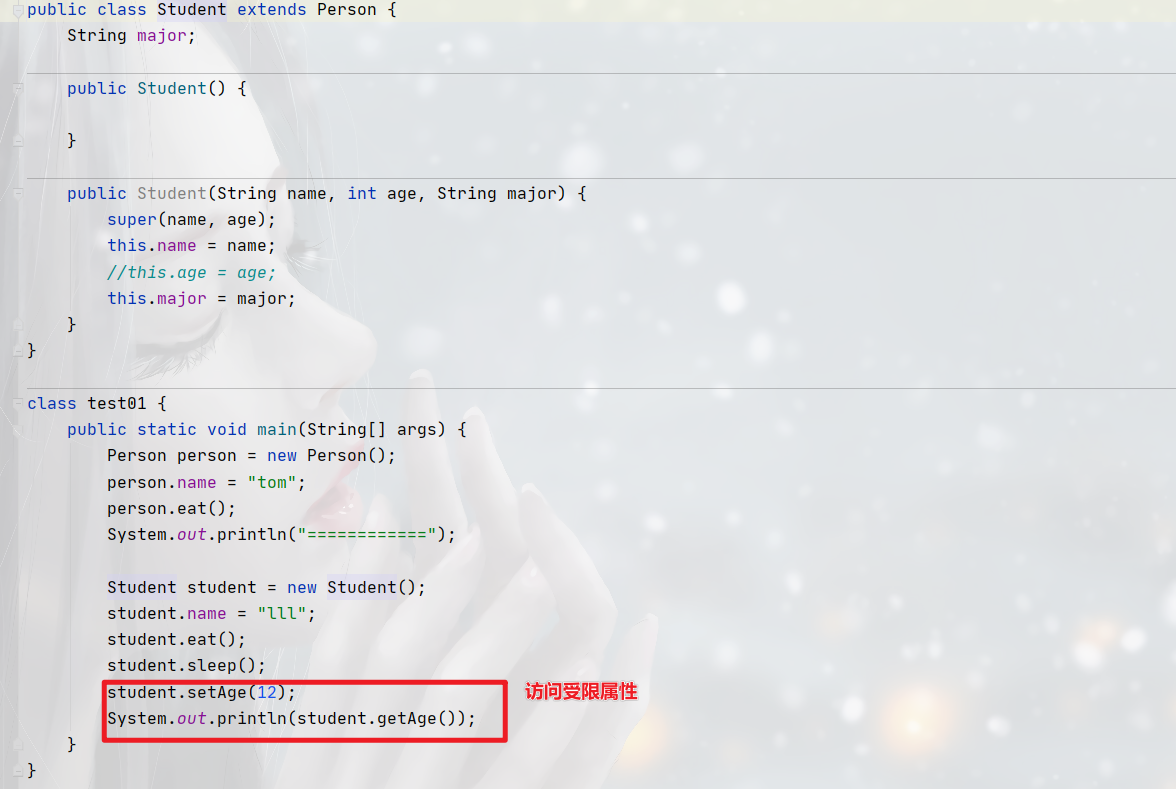 public class Student extends Person {
    String major;
    public Student() {
    }
    public Student(String name, int age, String major) {
        super(name, age);
        this.name = name;
        //this.age = age;
        this.major = major;
    }
}
class test01 {
    public static void main(String[] args) {
        Person person = new Person();
        person.name = "tom";
        person.eat();
        System.out.println("============");
        Student student = new Student();
        student.name = "lll";
        student.eat();
        student.sleep();
        student.setAge(12);
        访问受限属性
        System.out.println(student.getAge());
    }
}